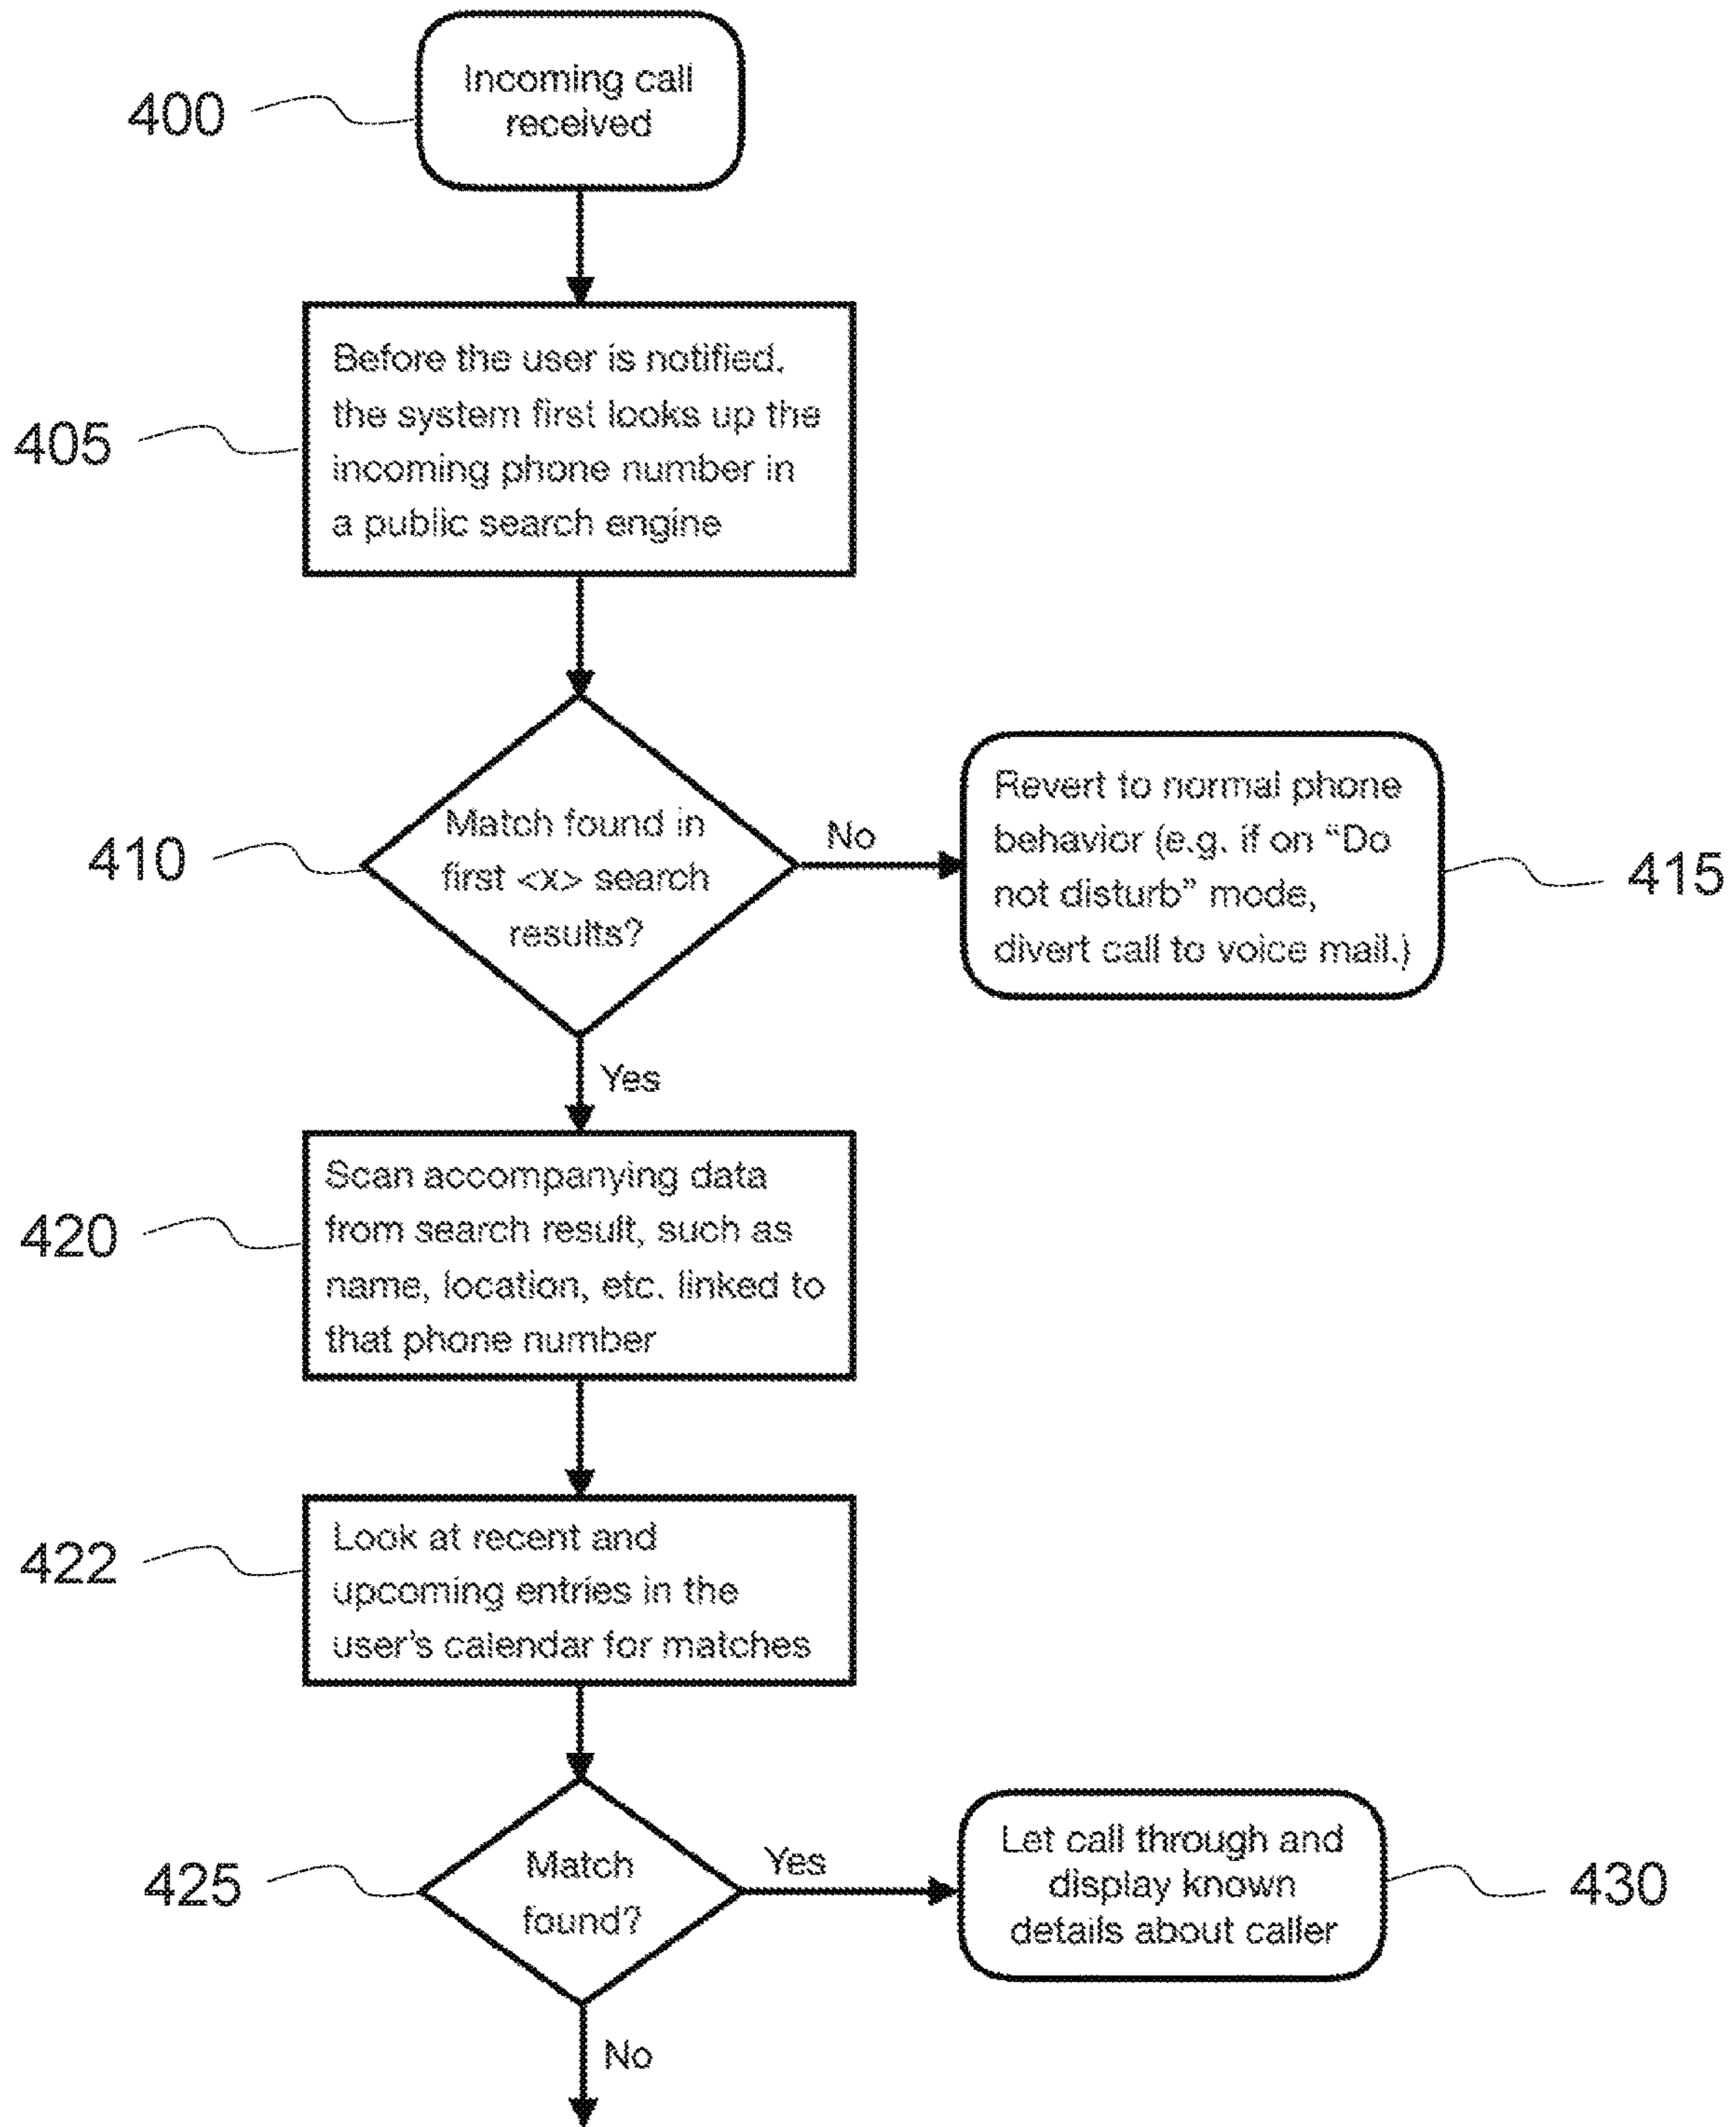 400
Incoming call
received
405
Before the user is notified,
the system first looks up the
incoming phone number in
a public search engine
410
Match found in
first <x> search
results?
No
Revert to normal phone
behavior (e.g. if on “Do
not disturb” mode,
divert call to voice mail.)
415
Yes
420
Scan accompanying data
from search result, such as
name, location, etc. linked to
that phone number
422
Look at recent and
upcoming entries in the
user’s calendar for matches
425
Match
found?
Yes
Let call through and
display known
details about caller
430
No